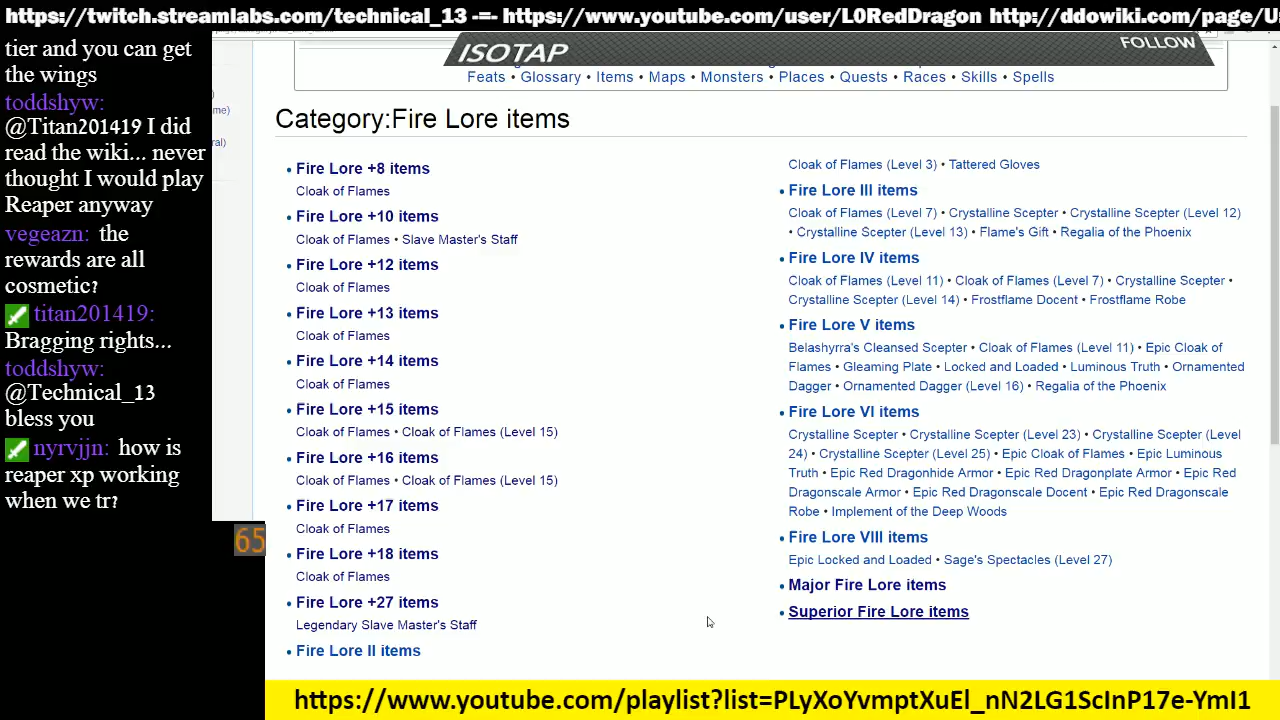 https://twitch.streamlabs.com/technical_13 -=- https://www.youtube.com/user/L0RedDragon http://ddowiki.com/page/U
tier and you can get
the wings
toddshyw:
@Titan201419 I did
read the wiki... never
thought I would play
Reaper anyway
vegeazn: the
rewards are all
cosmetic?
titan201419:
Bragging rights...
toddshyw:
@Technical_13
bless you
nyrvjjn: how is
reaper xp working
when we tr?
65
me)
ral)
ISOTAP
FOLLOW
Feats • Glossary • Items • Maps • Monsters • Places • Quests • Races • Skills • Spells
Category:Fire Lore items
• Fire Lore +8 items
Cloak of Flames
• Fire Lore +10 items
Cloak of Flames • Slave Master's Staff
• Fire Lore +12 items
Cloak of Flames
• Fire Lore +13 items
Cloak of Flames
• Fire Lore +14 items
Cloak of Flames
• Fire Lore +15 items
Cloak of Flames • Cloak of Flames (Level 15)
• Fire Lore +16 items
Cloak of Flames • Cloak of Flames (Level 15)
• Fire Lore +17 items
Cloak of Flames
• Fire Lore +18 items
Cloak of Flames
• Fire Lore +27 items
Legendary Slave Master's Staff
• Fire Lore II items
Cloak of Flames (Level 3) • Tattered Gloves
• Fire Lore III items
Cloak of Flames (Level 7) • Crystalline Scepter • Crystalline Scepter (Level 12)
• Crystalline Scepter (Level 13) • Flame's Gift • Regalia of the Phoenix
• Fire Lore IV items
Cloak of Flames (Level 11) • Cloak of Flames (Level 7) • Crystalline Scepter •
Crystalline Scepter (Level 14) • Frostflame Docent • Frostflame Robe
• Fire Lore V items
Belashyrra's Cleansed Scepter • Cloak of Flames (Level 11) • Epic Cloak of
Flames • Gleaming Plate • Locked and Loaded • Luminous Truth • Ornamented
Dagger • Ornamented Dagger (Level 16) • Regalia of the Phoenix
• Fire Lore VI items
Crystalline Scepter • Crystalline Scepter (Level 23) • Crystalline Scepter (Level
24) • Crystalline Scepter (Level 25) • Epic Cloak of Flames • Epic Luminous
Truth • Epic Red Dragonhide Armor • Epic Red Dragonplate Armor • Epic Red
Dragonscale Armor • Epic Red Dragonscale Docent • Epic Red Dragonscale
Robe • Implement of the Deep Woods
• Fire Lore VIII items
Epic Locked and Loaded • Sage's Spectacles (Level 27)
• Major Fire Lore items
• Superior Fire Lore items
https://www.youtube.com/playlist?list=PLyXoYvmptXuEl_nN2LG1ScInP17e-YmI1